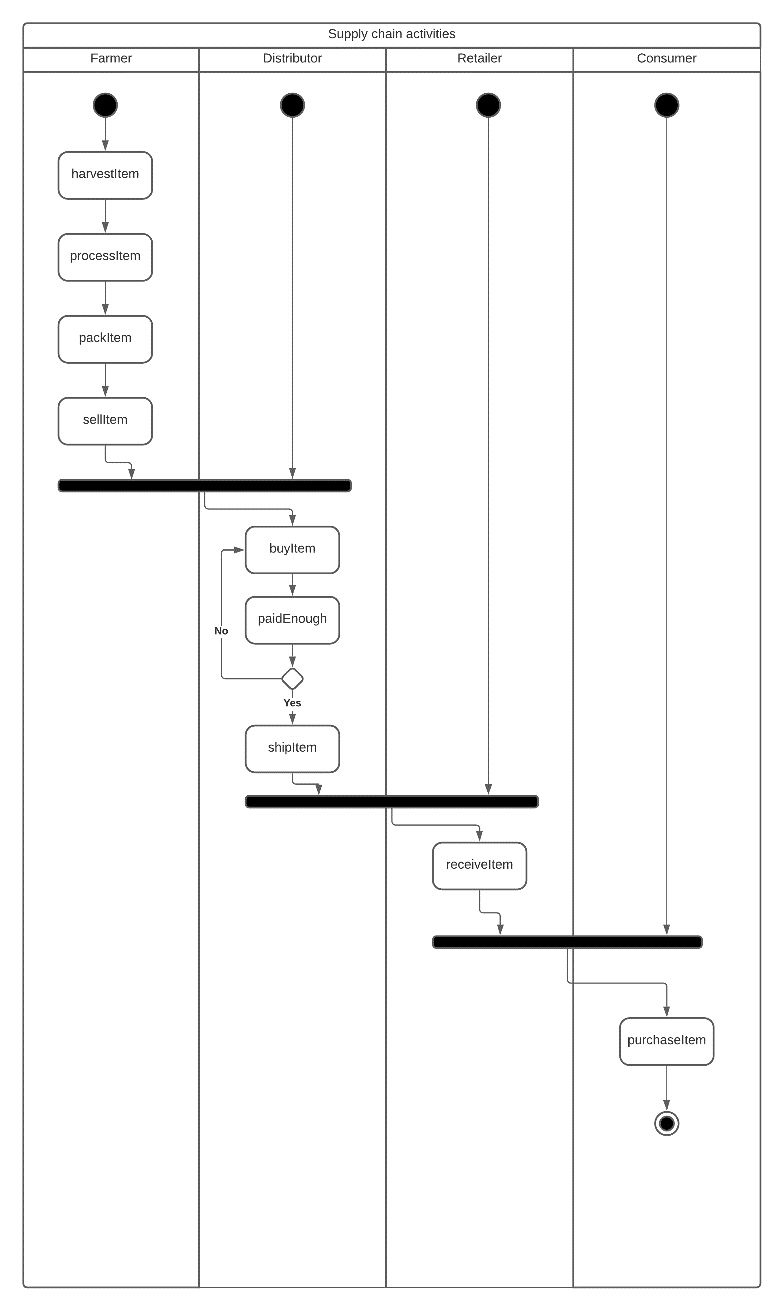 Supply chain activities
Farmer
Distributor
Retailer
Consumer
harvestItem
processItem
packItem
sellItem
buyItem
paidEnough
No
Yes
shipItem
receiveItem
purchaseItem